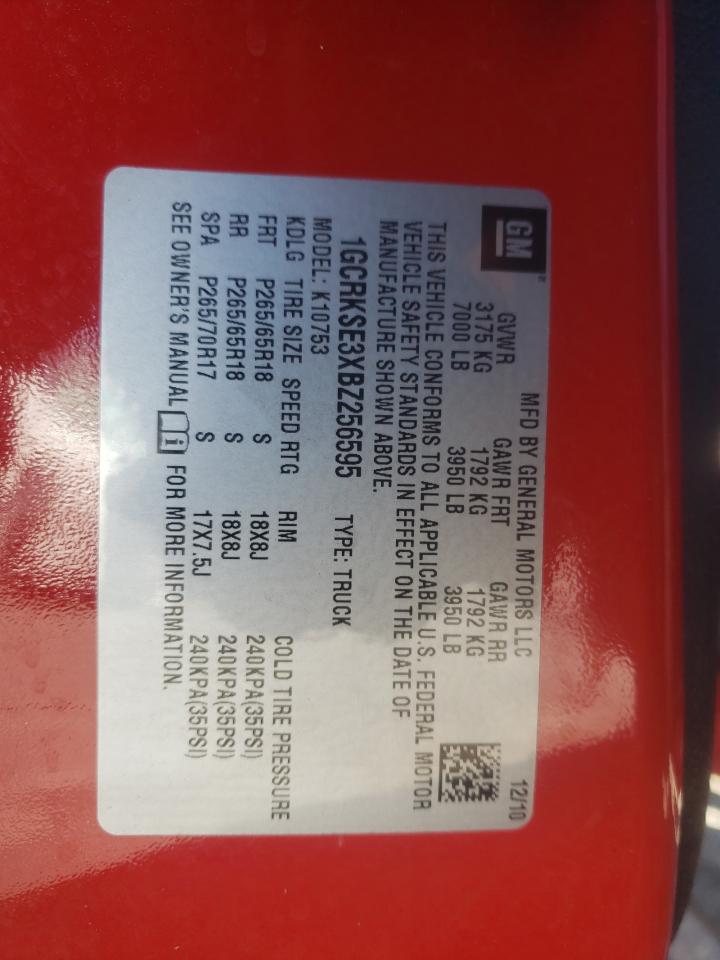 GM
MFD BY GENERAL MOTORS LLC 12/10
GVWR GAWR FRT GAWR RR
3175 KG 1792 KG 1792 KG
7000 LB 3950 LB 3950 LB
THIS VEHICLE CONFORMS TO ALL APPLICABLE U.S. FEDERAL MOTOR
VEHICLE SAFETY STANDARDS IN EFFECT ON THE DATE OF
MANUFACTURE SHOWN ABOVE.
1GCRKSE3XBZ256595 TYPE: TRUCK
MODEL: K10753
KDLG TIRE SIZE SPEED RTG RIM COLD TIRE PRESSURE
FRT P265/65R18 S 18X8J 240KPA(35PSI)
RR P265/65R18 S 18X8J 240KPA(35PSI)
SPA P265/70R17 S 17X7.5J 240KPA(35PSI)
SEE OWNER'S MANUAL i FOR MORE INFORMATION.